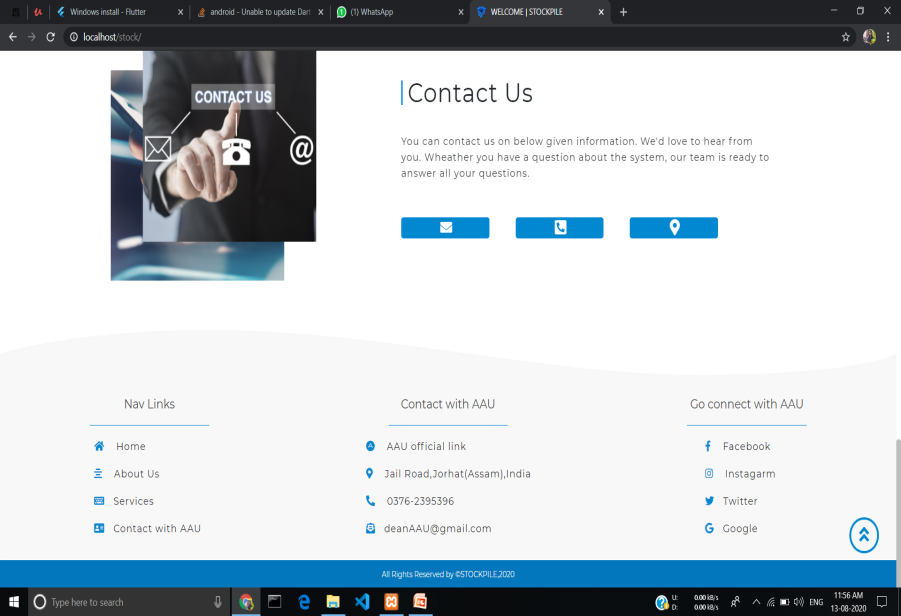 Windows install - Flutter
android - Unable to update Dart
(1) WhatsApp
WELCOME | STOCKPILE
localhost/stock/
CONTACT US
@
Contact Us
You can contact us on below given information. We'd love to hear from
you. Wheather you have a question about the system, our team is ready to
answer all your questions.
Nav Links
Home
About Us
Services
Contact with AAU
Contact with AAU
AAU official link
Jail Road,Jorhat(Assam),India
0376-2395396
deanAAU@gmail.com
Go connect with AAU
Facebook
Instagarm
Twitter
Google
All Rights Reserved by ©STOCKPILE,2020
Type here to search
U: 0.00 kB/s
D: 0.00 kB/s
ENG
11:56 AM
13-08-2020